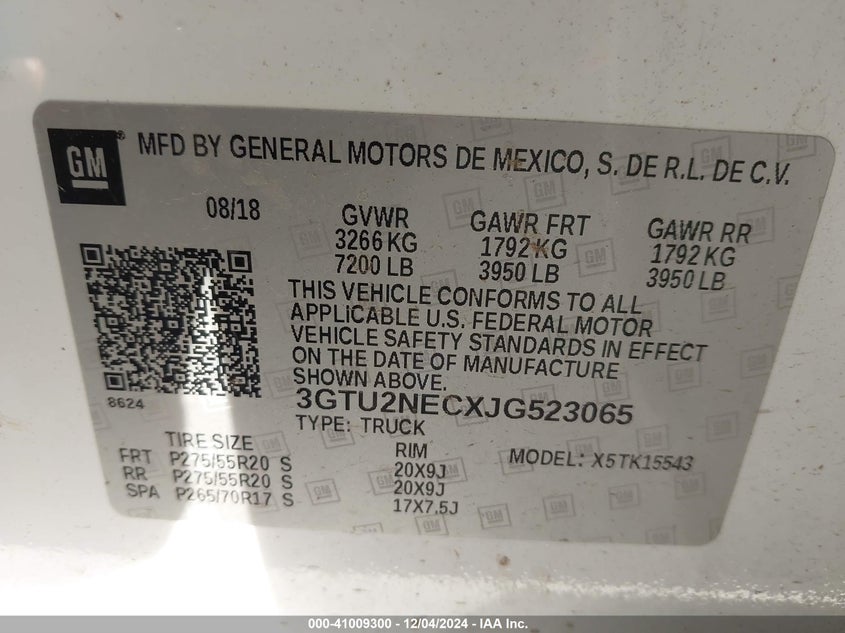 GM® MFD BY GENERAL MOTORS DE MEXICO, S. DE R.L. DE C.V.
08/18 GVWR GAWR FRT GAWR RR
3266 KG 1792 KG 1792 KG
7200 LB 3950 LB 3950 LB
THIS VEHICLE CONFORMS TO ALL
APPLICABLE U.S. FEDERAL MOTOR
VEHICLE SAFETY STANDARDS IN EFFECT
ON THE DATE OF MANUFACTURE
SHOWN ABOVE.
8624
3GTU2NECXJG523065
TYPE: TRUCK
TIRE SIZE RIM MODEL: X5TK15543
FRT P275/55R20 S 20X9J
RR P275/55R20 S 20X9J
SPA P265/70R17 S 17X7.5J
000-41009300 - 12/04/2024 - IAA Inc.